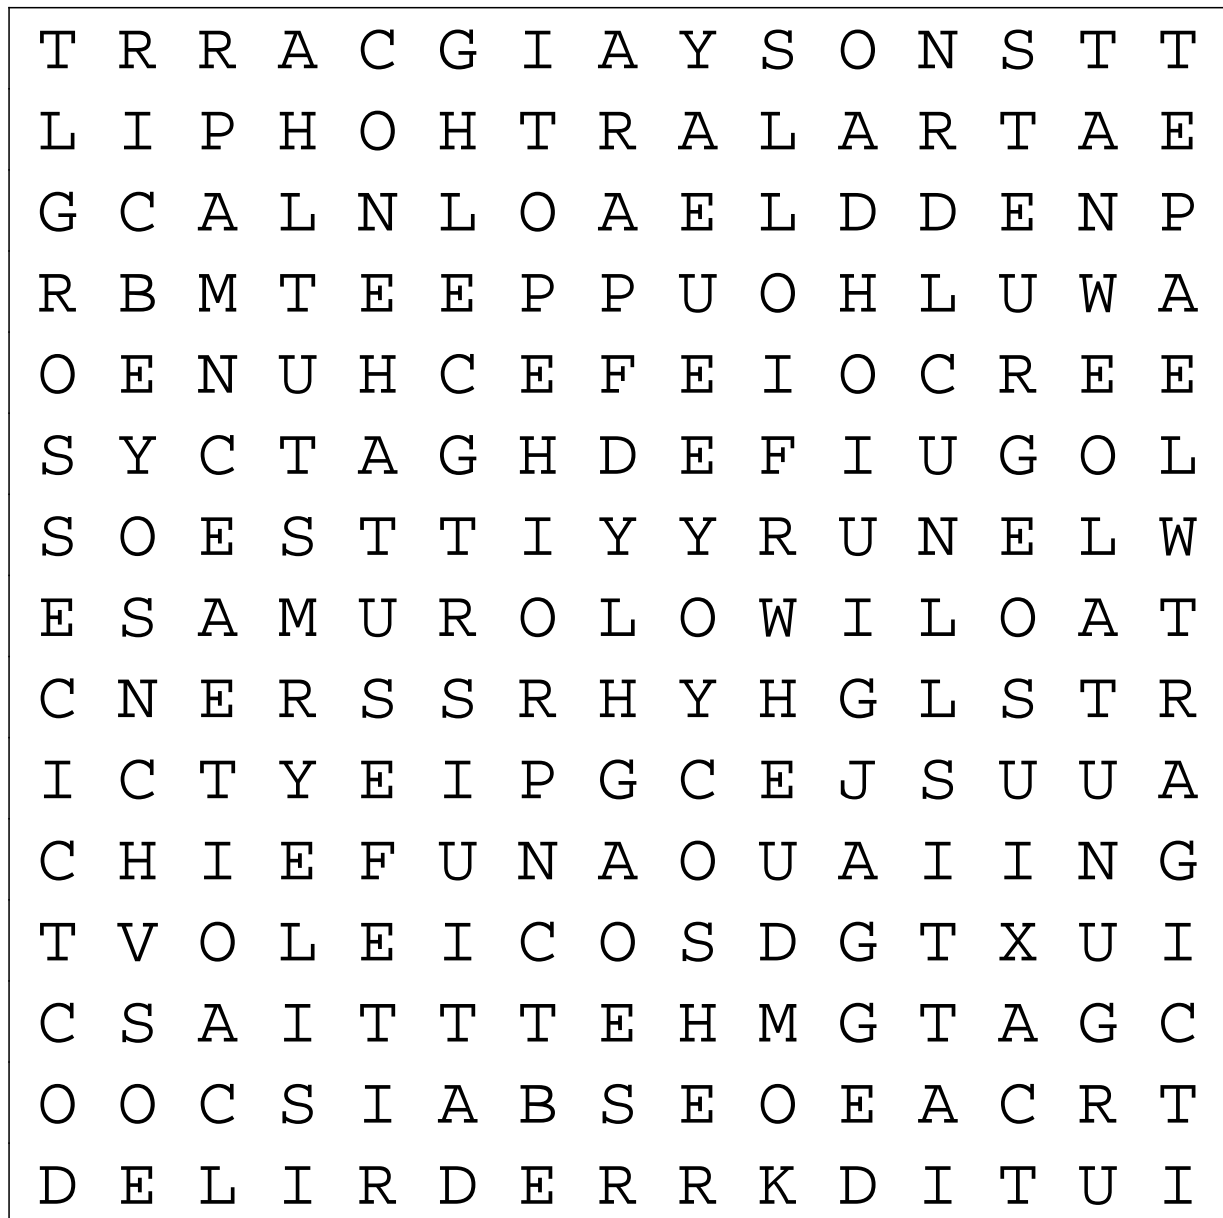 T R R A C G I A Y S O N S T T
L I P H O H T R A L A R T A E
G C A L N L O A E L D D E N P
R B M T E E P P U O H L U W A
O E N U H C E F E I O C R E E
S Y C T A G H D E F I U G O L
S O E S T T I Y Y R U N E L W
E S A M U R O L O W I L O A T
C N E R S S R H Y H G L S T R
I C T Y E I P G C E J S U U A
C H I E F U N A O U A I I N G
T V O L E I C O S D G T X U I
C S A I T T T E H M G T A G C
O O C S I A B S E O E A C R T
D E L I R D E R R K D I T U I